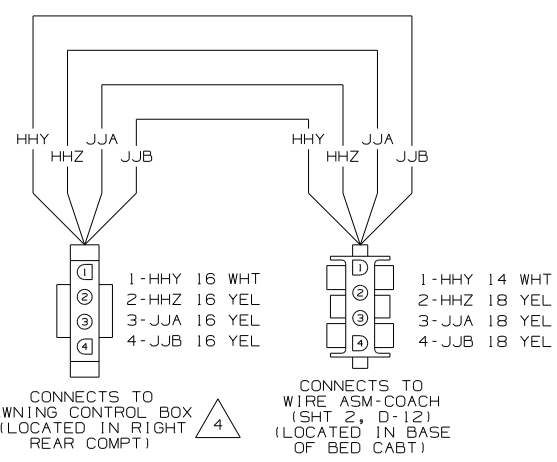 HHY JJA HHY JJA
HHZ JJB HHZ JJB
1
2
3
4
1-HHY 16 WHT
2-HHZ 16 YEL
3-JJA 16 YEL
4-JJB 16 YEL
1
2
3
4
1-HHY 14 WHT
2-HHZ 18 YEL
3-JJA 18 YEL
4-JJB 18 YEL
CONNECTS TO
WNING CONTROL BOX
(LOCATED IN RIGHT
REAR COMPT)
4
CONNECTS TO
WIRE ASM-COACH
(SHT 2, D-12)
(LOCATED IN BASE
OF BED CABT)